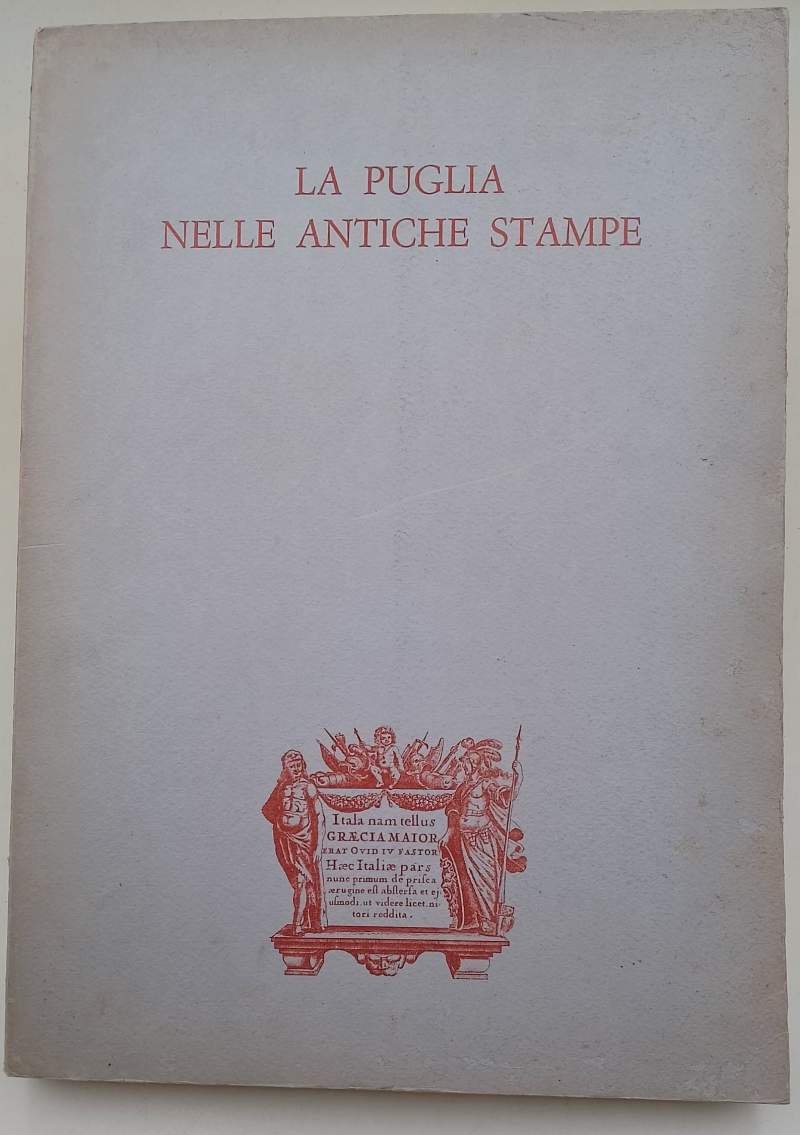 LA PUGLIA
NELLE ANTICHE STAMPE
Itala nam tellus
GRÆCIA MAIOR
ERAT OVID IV FASTOR
Hæc Italiæ pars
nunc primum de prisca
ærugine est abstersa et ej
usmodi, ut videre licet, ni
tori reddita.